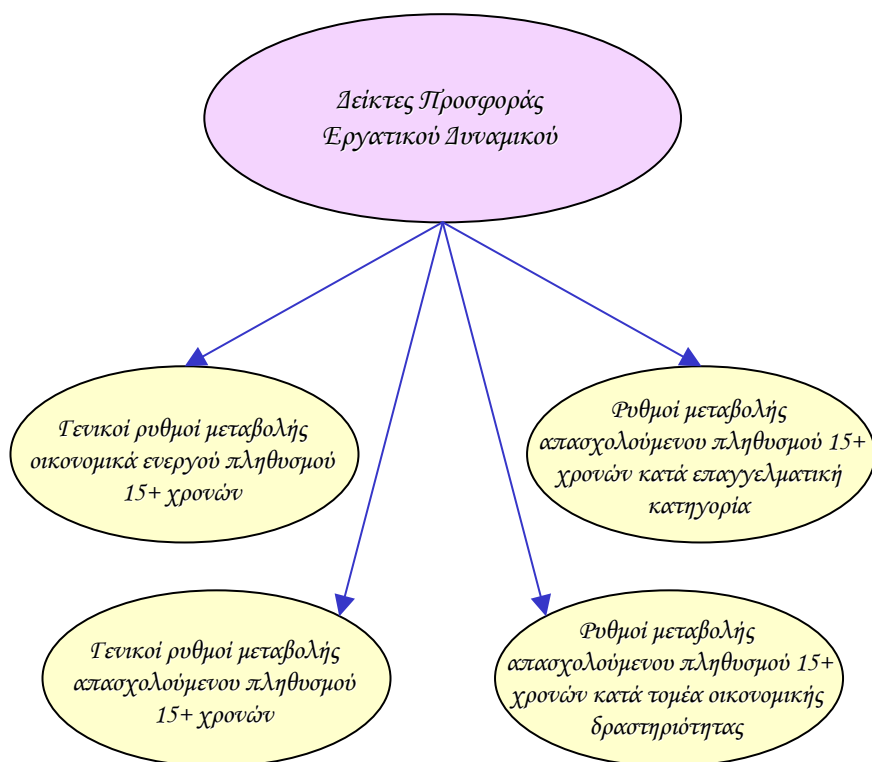 Δείκτες Προσφοράς
Εργατικού Δυναμικού
Γενικοί ρυθμοί μεταβολής
οικονομικά ενεργού πληθυσμού
15+ χρονών
Ρυθμοί μεταβολής
απασχολούμενου πληθυσμού 15+
χρονών κατά επαγγελματική
κατηγορία
Γενικοί ρυθμοί μεταβολής
απασχολούμενου πληθυσμού
15+ χρονών
Ρυθμοί μεταβολής
απασχολούμενου πληθυσμού 15+
χρονών κατά τομέα οικονομικής
δραστηριότητας